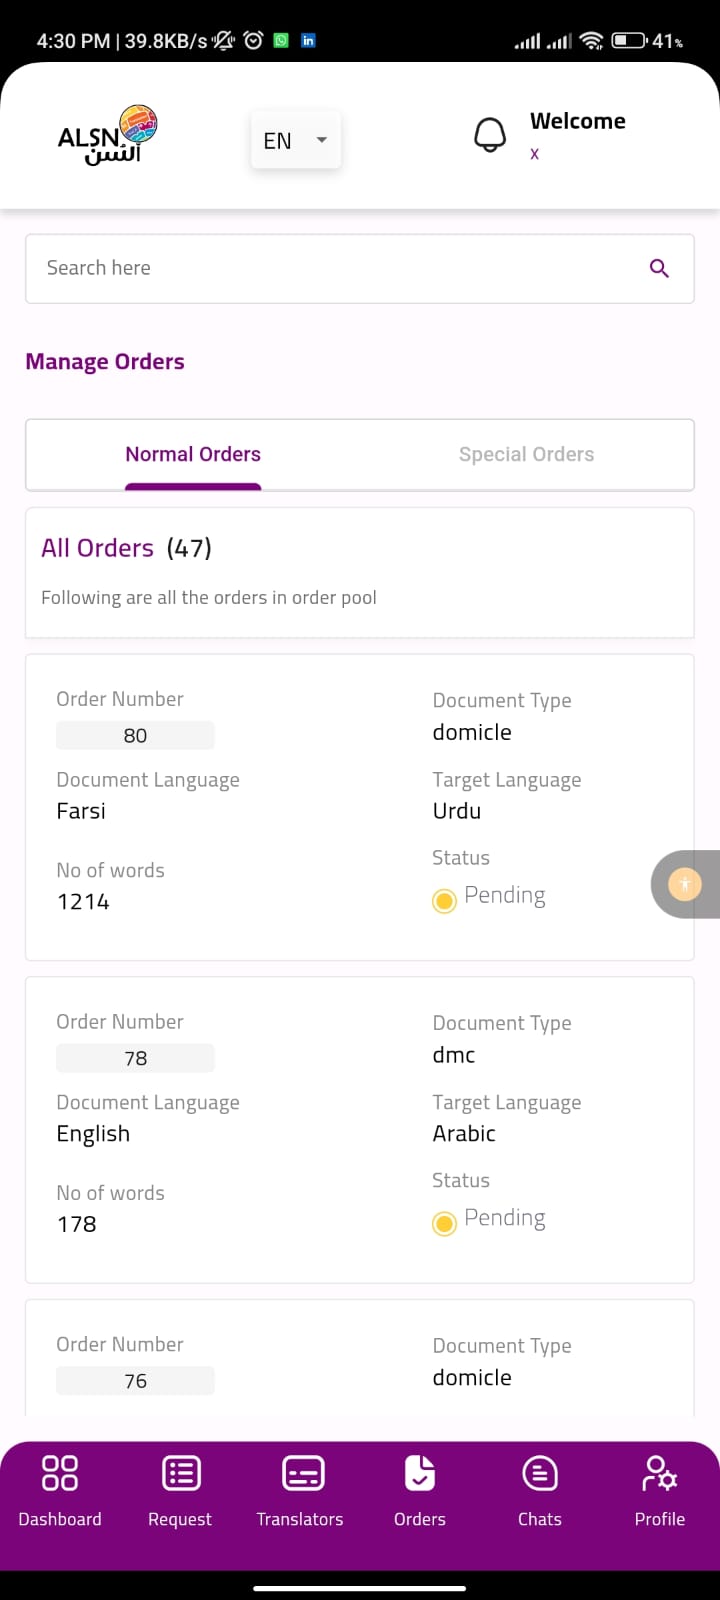 4:30 PM | 39.8KB/s
41%
ALSN
ألسن
EN
Welcome
x
Search here
Manage Orders
Normal Orders
Special Orders
All Orders (47)
Following are all the orders in order pool
Order Number
Document Type
80
domicle
Document Language
Target Language
Farsi
Urdu
No of words
Status
1214
Pending
Order Number
Document Type
78
dmc
Document Language
Target Language
English
Arabic
No of words
Status
178
Pending
Order Number
Document Type
76
domicle
Dashboard
Request
Translators
Orders
Chats
Profile